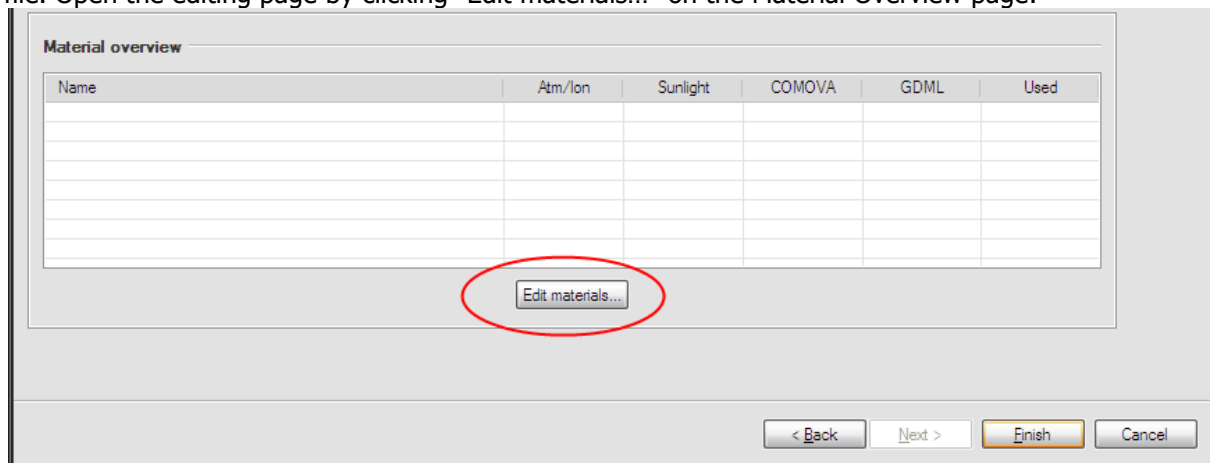 file. Open the editing page by clicking "Edit materials..." on the Material Overview page.
Material overview
Name Atm/Ion Sunlight COMOVA GDML Used
Edit materials...
< Back Next > Finish Cancel